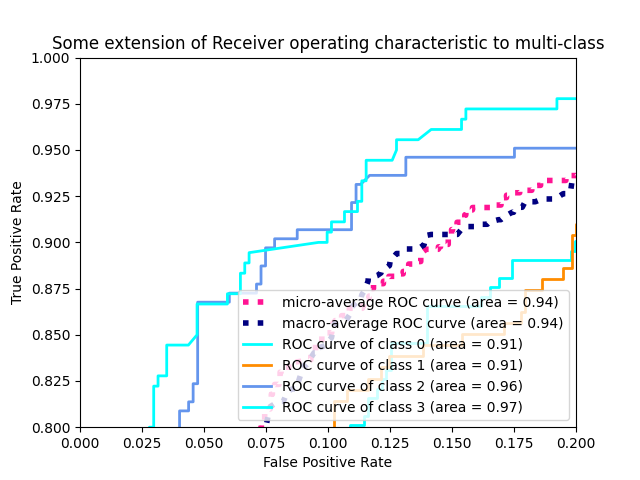 Some extension of Receiver operating characteristic to multi-class
1.000
0.975
0.950
0.925
0.900
0.875
0.850
0.825
0.800
True Positive Rate
micro-average ROC curve (area = 0.94)
macro-average ROC curve (area = 0.94)
ROC curve of class 0 (area = 0.91)
ROC curve of class 1 (area = 0.91)
ROC curve of class 2 (area = 0.96)
ROC curve of class 3 (area = 0.97)
0.000 0.025 0.050 0.075 0.100 0.125 0.150 0.175 0.200
False Positive Rate